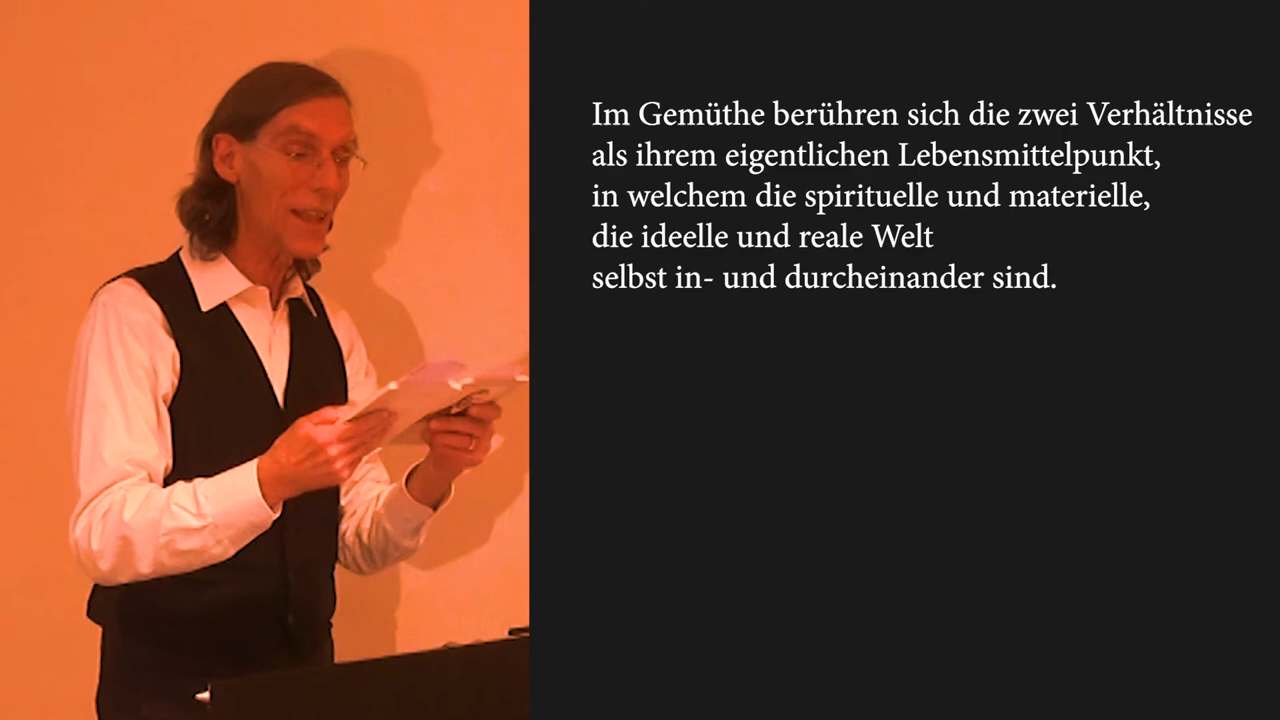 Im Gemüthe berühren sich die zwei Verhältnisse
als ihrem eigentlichen Lebensmittelpunkt,
in welchem die spirituelle und materielle,
die ideelle und reale Welt
selbst in- und durcheinander sind.